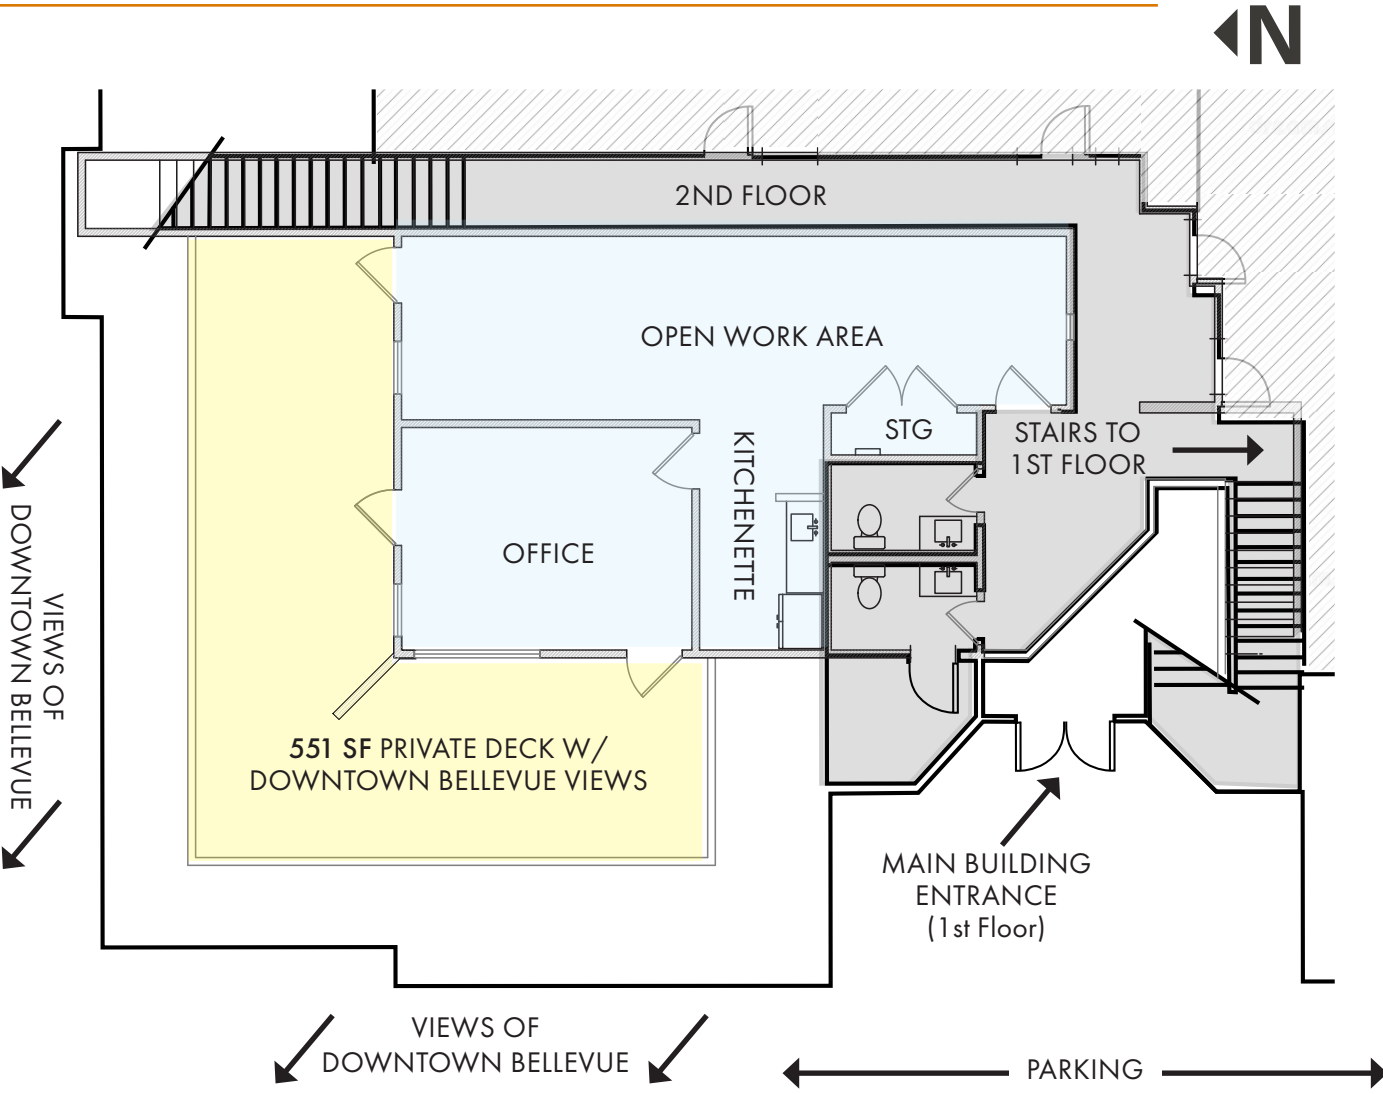 N
2ND FLOOR
OPEN WORK AREA
STG
STAIRS TO
1ST FLOOR
KITCHENETTE
OFFICE
VIEWS OF
DOWNTOWN BELLEVUE
551 SF PRIVATE DECK W/
DOWNTOWN BELLEVUE VIEWS
MAIN BUILDING
ENTRANCE
(1st Floor)
VIEWS OF
DOWNTOWN BELLEVUE
PARKING